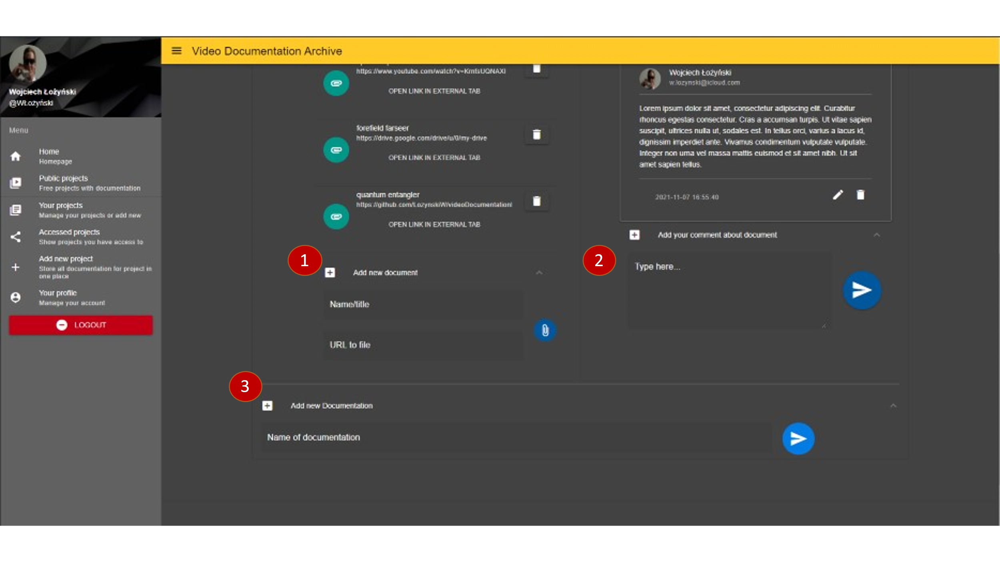 Video Documentation Archive
Wojciech Łożyński
@WŁożyński
Menu
Home
Homepage
Public projects
Free projects with documentation
Your projects
Manage your projects or add new
Accessed projects
Show projects you have access to
Add new project
Store all documentation for project in
one place
Your profile
Manage your account
LOGOUT
OPEN LINK IN EXTERNAL TAB
forefield farseer
https://drive.google.com/drive/u/0/my-drive
OPEN LINK IN EXTERNAL TAB
quantum entangler
https://github.com/LozynskiW/videoDocumentationI
OPEN LINK IN EXTERNAL TAB
1
Add new document
Name/title
URL to file
Wojciech Łożyński
w.lozynski@icloud.com
Lorem ipsum dolor sit amet, consectetur adipiscing elit. Curabitur
rhoncus egestas consectetur. Cras a accumsan turpis. Ut vitae sapien
suscipit, ultrices nulla ut, sodales est. In tellus orci, varius a lacus id,
dignissim imperdiet ante. Vivamus condimentum vulputate vulputate.
Integer non urna vel massa mattis euismod et sit amet nibh. Ut sit
amet sapien tellus.
2021-11-07 16:55:40
Add your comment about document
2
Type here...
3
Add new Documentation
Name of documentation